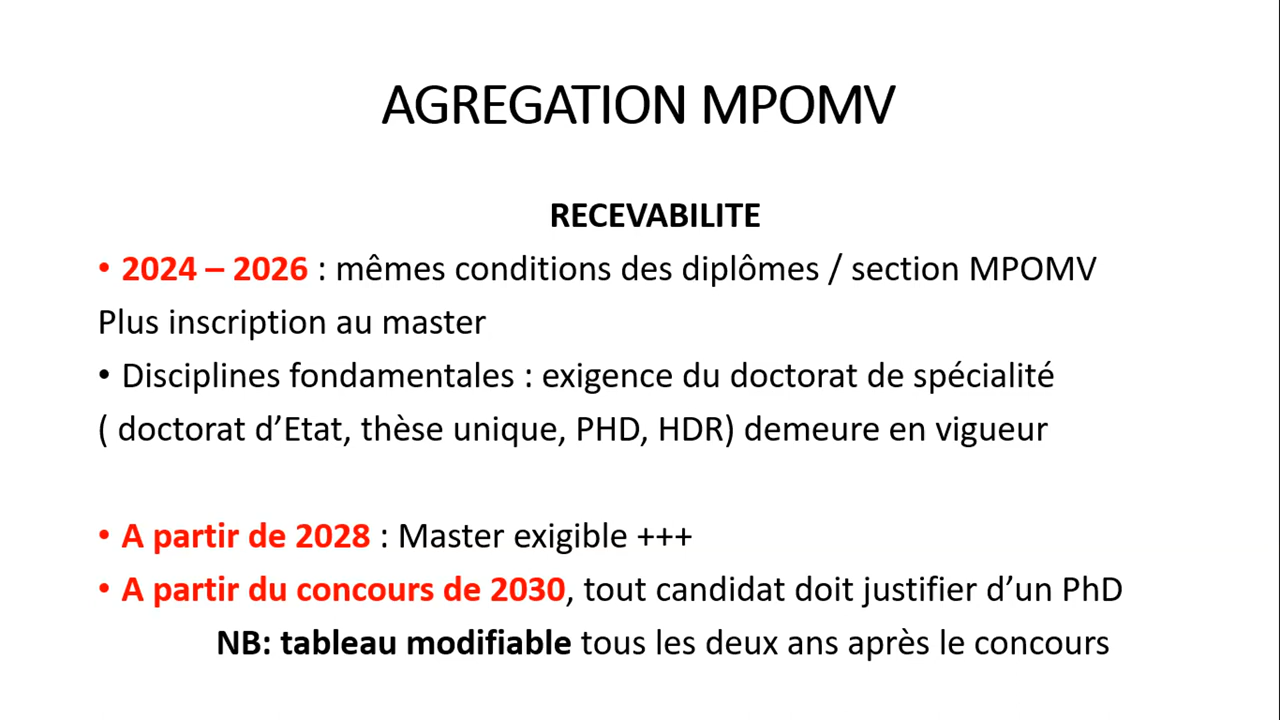 AGREGATION MPOMV
RECEVABILITE
• 2024 – 2026 : mêmes conditions des diplômes / section MPOMV
Plus inscription au master
• Disciplines fondamentales : exigence du doctorat de spécialité
( doctorat d’Etat, thèse unique, PHD, HDR) demeure en vigueur
• A partir de 2028 : Master exigible +++
• A partir du concours de 2030, tout candidat doit justifier d’un PhD
NB: tableau modifiable tous les deux ans après le concours